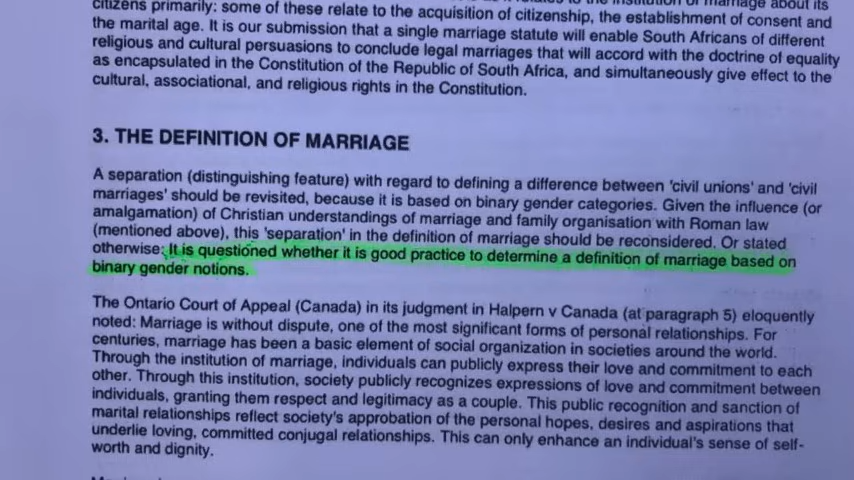 citizens primarily: some of these relate to the acquisition of citizenship, the establishment of consent and
the marital age. It is our submission that a single marriage statute will enable South Africans of different
religious and cultural persuasions to conclude legal marriages that will accord with the doctrine of equality
as encapsulated in the Constitution of the Republic of South Africa, and simultaneously give effect to the
cultural, associational, and religious rights in the Constitution.
3. THE DEFINITION OF MARRIAGE
A separation (distinguishing feature) with regard to defining a difference between 'civil unions' and 'civil
marriages' should be revisited, because it is based on binary gender categories. Given the influence (or
amalgamation) of Christian understandings of marriage and family organisation with Roman law
(mentioned above), this 'separation' in the definition of marriage should be reconsidered. Or stated
otherwise: It is questioned whether it is good practice to determine a definition of marriage based on
binary gender notions.
The Ontario Court of Appeal (Canada) in its judgment in Halpern v Canada (at paragraph 5) eloquently
noted: Marriage is without dispute, one of the most significant forms of personal relationships. For
centuries, marriage has been a basic element of social organization in societies around the world.
Through the institution of marriage, individuals can publicly express their love and commitment to each
other. Through this institution, society publicly recognizes expressions of love and commitment between
individuals, granting them respect and legitimacy as a couple. This public recognition and sanction of
marital relationships reflect society's approbation of the personal hopes, desires and aspirations that
underlie loving, committed conjugal relationships. This can only enhance an individual's sense of self-
worth and dignity.